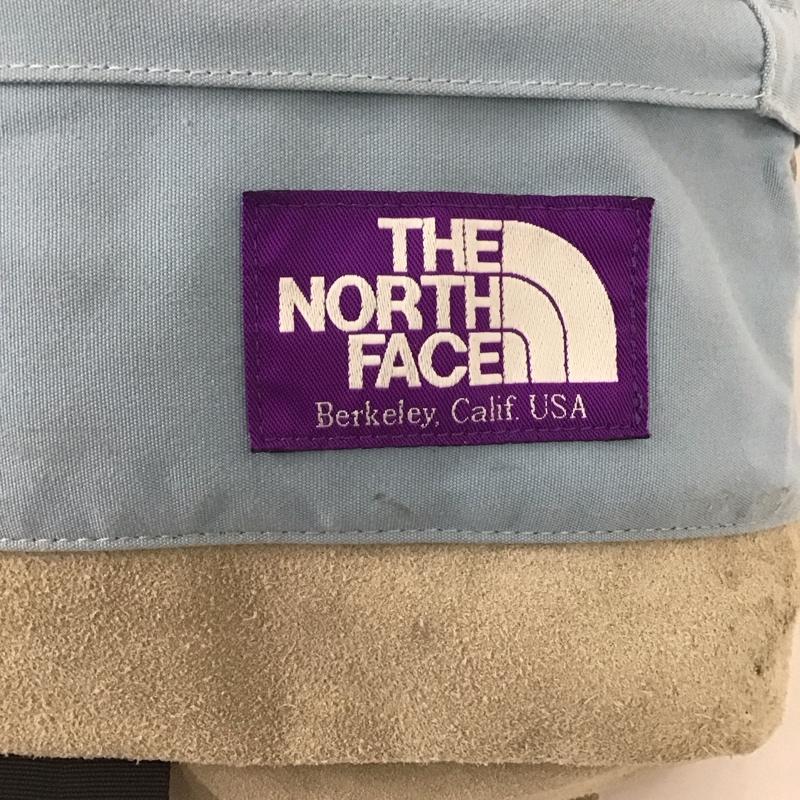 THE
NORTH
FACE
Berkeley, Calif. USA